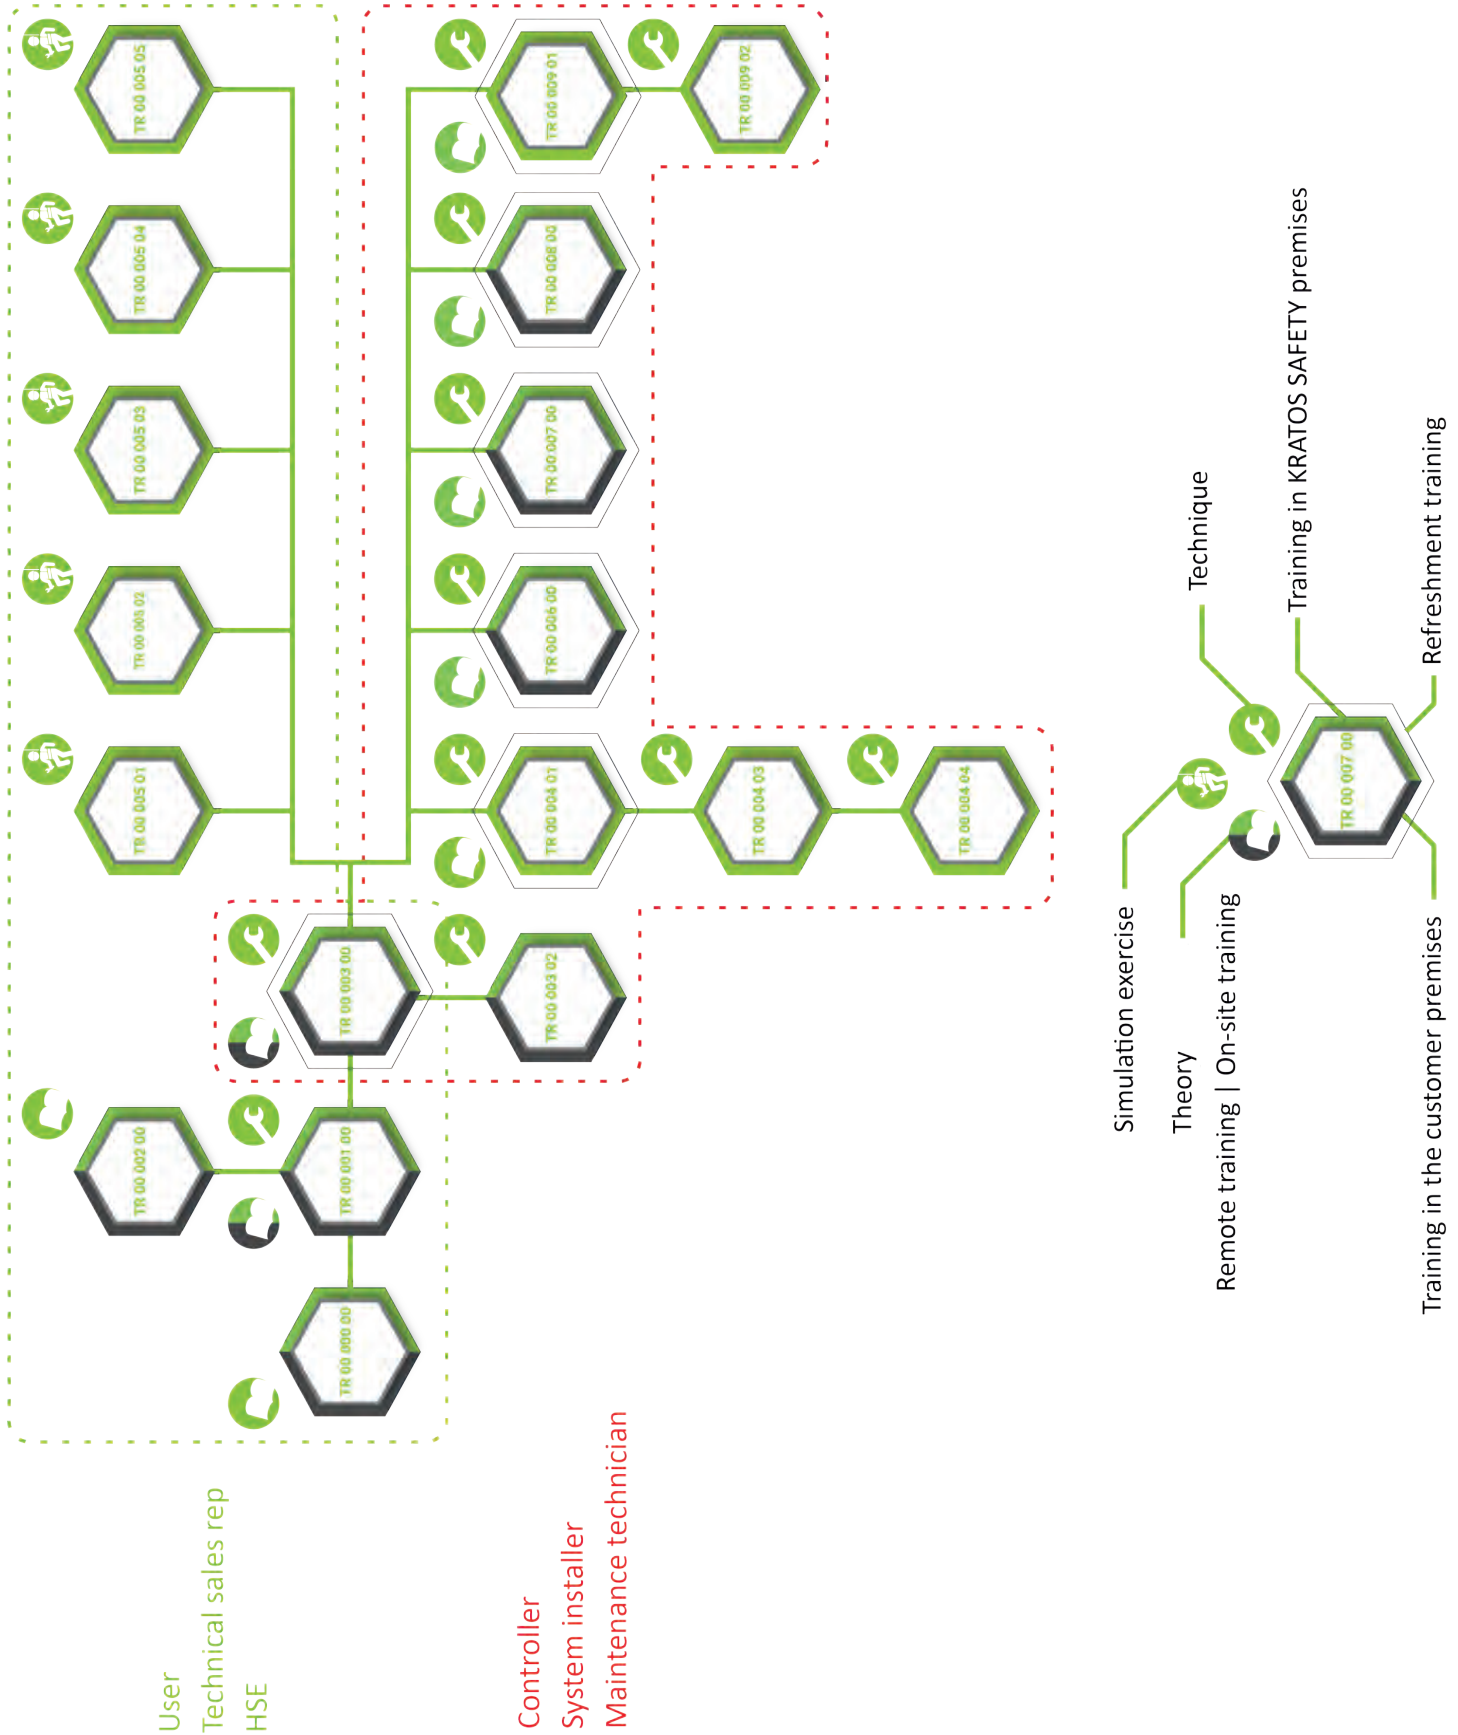 User
Technical sales rep
HSE
Controller
System installer
Maintenance technician
TR 00 000 00
TR 00 002 00
TR 00 001 00
TR 00 003 00
TR 00 003 02
TR 00 005 01
TR 00 005 02
TR 00 005 03
TR 00 005 04
TR 00 005 05
TR 00 004 01
TR 00 004 03
TR 00 004 04
TR 00 006 00
TR 00 007 00
TR 00 008 00
TR 00 009 01
TR 00 009 02
Simulation exercise
Theory
Remote training | On-site training
Technique
TR 00 007 00
Training in KRATOS SAFETY premises
Training in the customer premises
Refreshment training